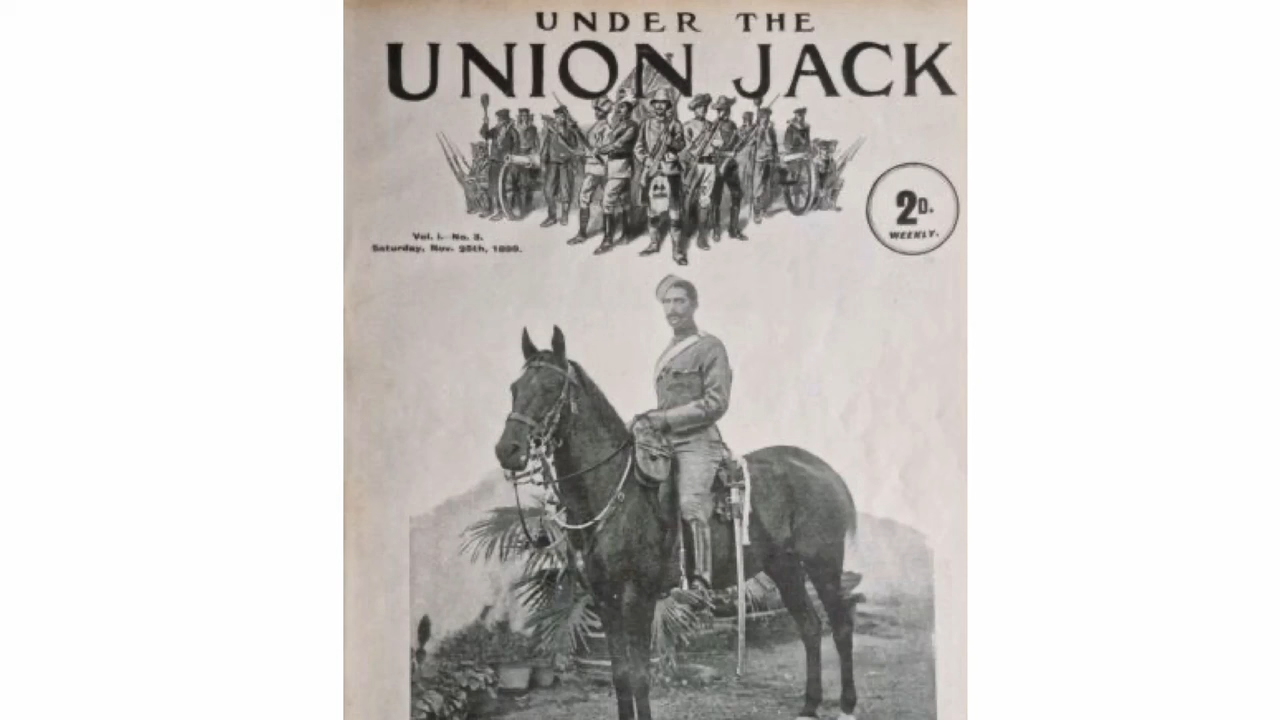 UNDER THE
UNION JACK
2D.
WEEKLY.
Vol. I.—No. 3.
Saturday, Nov. 25th, 1899.